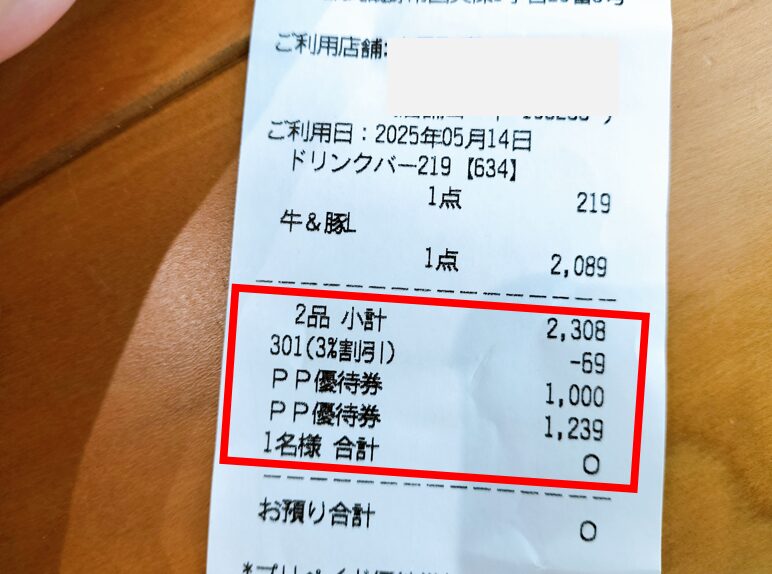 ご利用店舗:
ご利用日:2025年05月14日
ドリンクバー219【634】
1点 219
牛&豚L
1点 2,089
2品 小計 2,308
301(3%割引) -69
PP優待券 1,000
PP優待券 1,239
1名様 合計 0
お預り合計 0